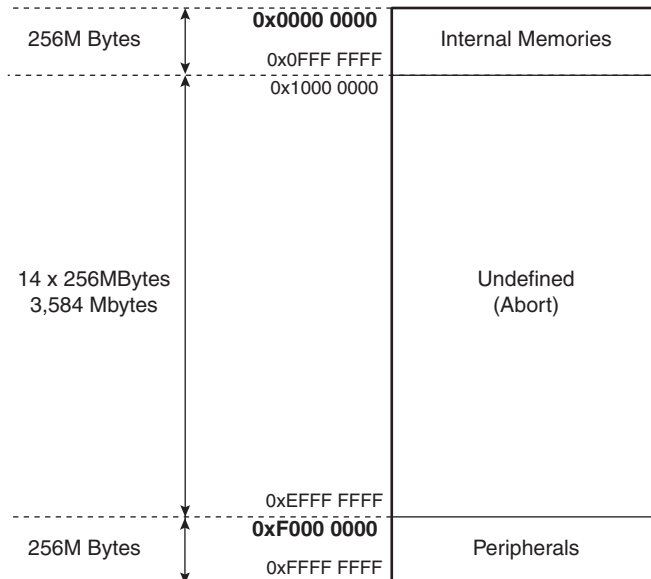 0x0000 0000
256M Bytes
Internal Memories
0x0FFF FFFF
0x1000 0000
14 x 256MBytes
3,584 Mbytes
Undefined
(Abort)
0xEFFF FFFF
0xF000 0000
256M Bytes
Peripherals
0xFFFF FFFF